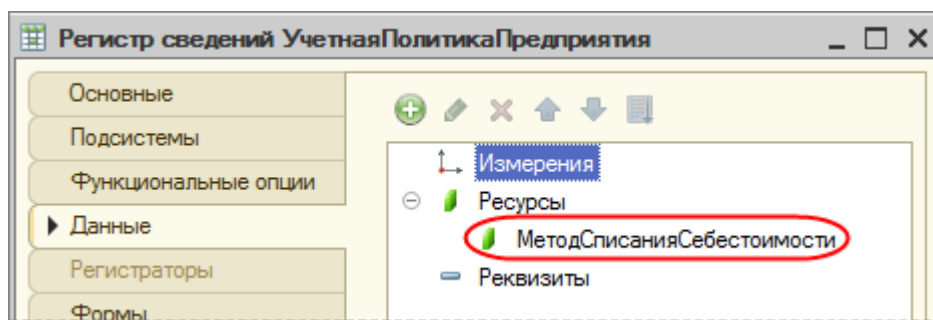 Регистр сведений УчетнаяПолитикаПредприятия
Основные
Подсистемы
Функциональные опции
Данные
Регистраторы
Формы
Измерения
Ресурсы
МетодСписанияСебестоимости
Реквизиты